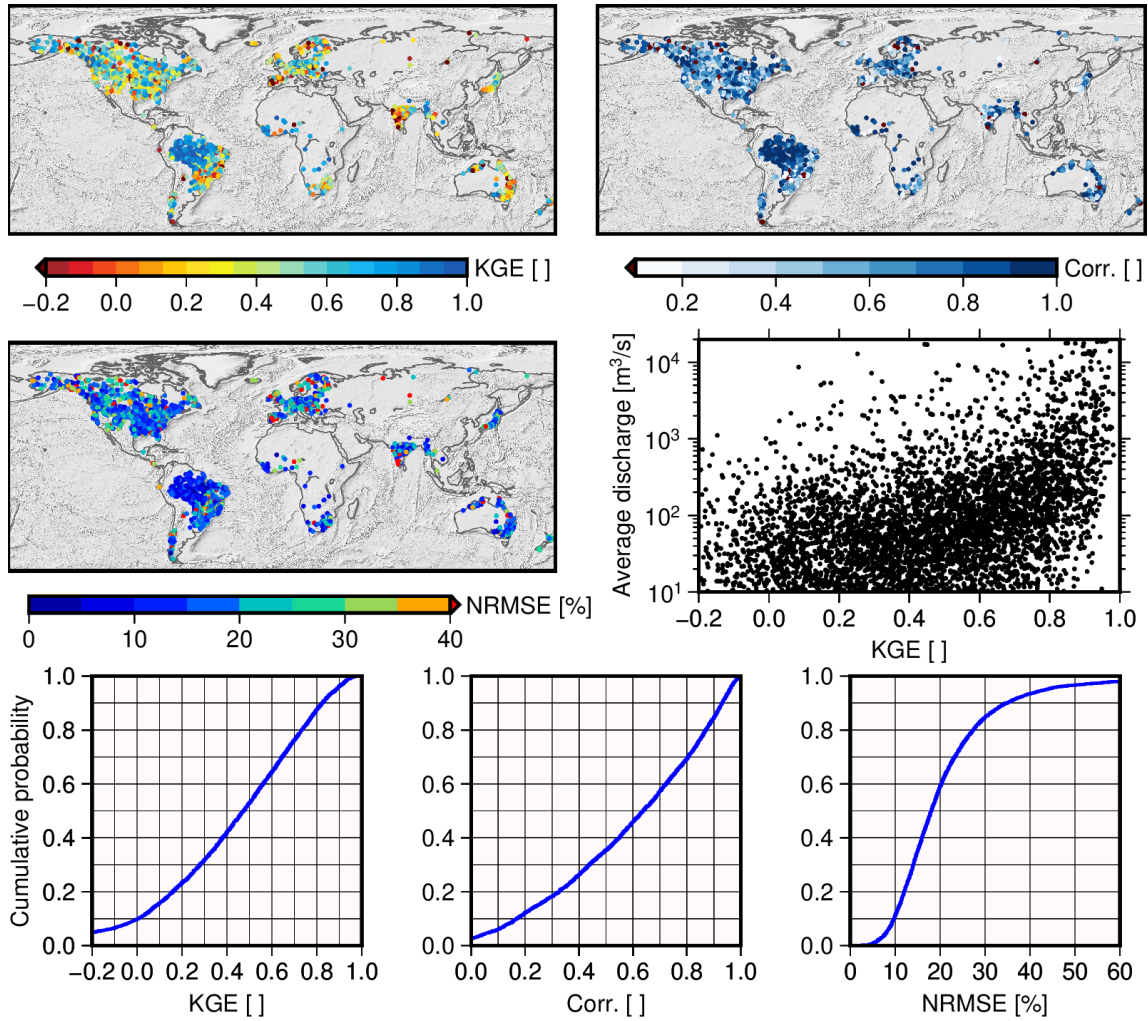 KGE [ ]
−0.2 0.0 0.2 0.4 0.6 0.8 1.0
Corr. [ ]
0.2 0.4 0.6 0.8 1.0
NRMSE [%]
0 10 20 30 40
Average discharge [m³/s]
10⁴
10³
10²
10¹
−0.2 0.0 0.2 0.4 0.6 0.8 1.0
KGE [ ]
Cumulative probability
1.0
0.8
0.6
0.4
0.2
0.0
−0.2 0.0 0.2 0.4 0.6 0.8 1.0
KGE [ ]
1.0
0.8
0.6
0.4
0.2
0.0
0.0 0.2 0.4 0.6 0.8 1.0
Corr. [ ]
1.0
0.8
0.6
0.4
0.2
0.0
0 10 20 30 40 50 60
NRMSE [%]